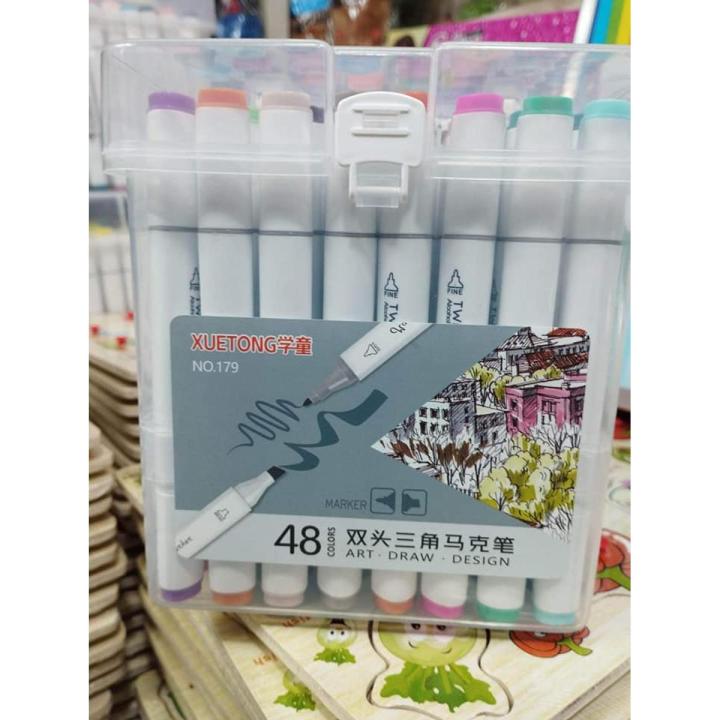 FINE
FINE
XUETONG学童
NO.179
MARKER
48 COLORS
双头三角马克笔
ART · DRAW · DESIGN